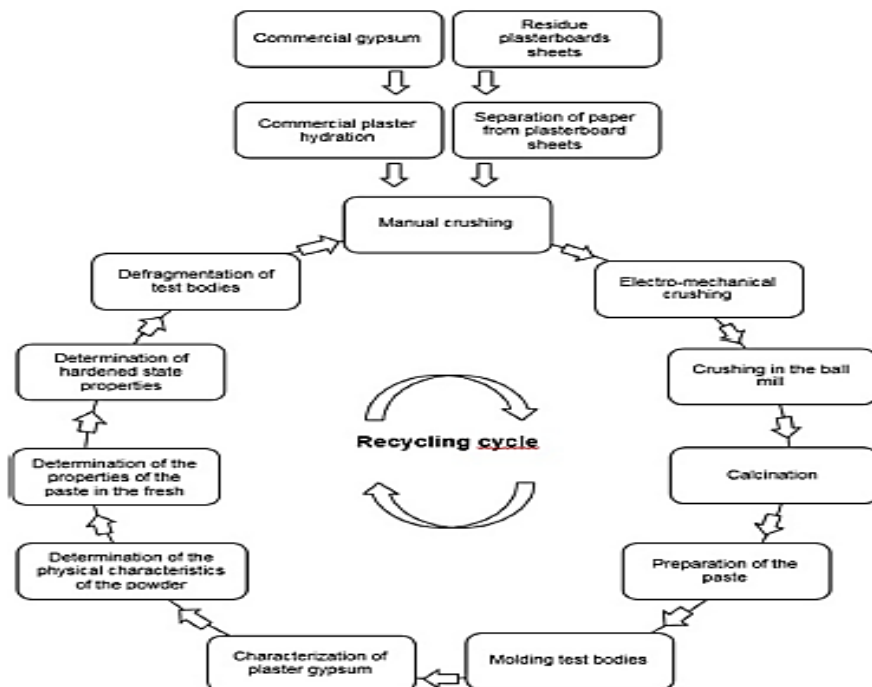 Commercial gypsum
Residue
plasterboards
sheets
Commercial plaster
hydration
Separation of paper
from plasterboard
sheets
Manual crushing
Defragmentation of
test bodies
Electro-mechanical
crushing
Determination of
hardened state
properties
Crushing in the ball
mill
Recycling cycle
Determination of the
properties of the
paste in the fresh
Calcination
Determination of the
physical characteristics
of the powder
Preparation of the
paste
Characterization of
plaster gypsum
Molding test bodies